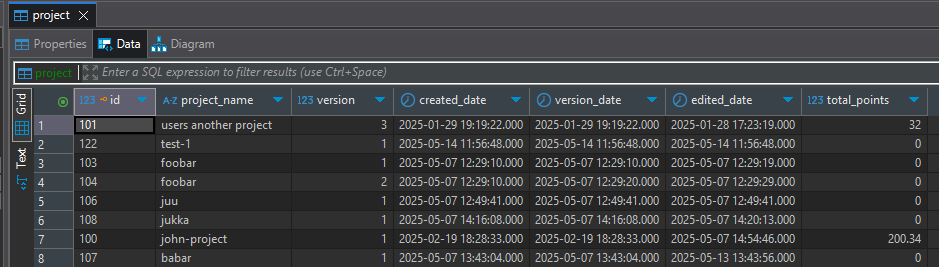 project
Properties Data Diagram
project Enter a SQL expression to filter results (use Ctrl+Space)
Grid
Text
123 id A-Z project_name 123 version created_date version_date edited_date 123 total_points
1 101 users another project 3 2025-01-29 19:19:22.000 2025-01-29 19:19:22.000 2025-01-28 17:23:19.000 32
2 122 test-1 1 2025-05-14 11:56:48.000 2025-05-14 11:56:48.000 2025-05-14 11:56:48.000 0
3 103 foobar 1 2025-05-07 12:29:10.000 2025-05-07 12:29:10.000 2025-05-07 12:29:19.000 0
4 104 foobar 2 2025-05-07 12:29:10.000 2025-05-07 12:29:20.000 2025-05-07 12:29:29.000 0
5 106 juu 1 2025-05-07 12:49:41.000 2025-05-07 12:49:41.000 2025-05-07 12:49:41.000 0
6 108 jukka 1 2025-05-07 14:16:08.000 2025-05-07 14:16:08.000 2025-05-07 14:20:13.000 0
7 100 john-project 1 2025-02-19 18:28:33.000 2025-02-19 18:28:33.000 2025-05-07 14:54:46.000 200.34
8 107 babar 1 2025-05-07 13:43:04.000 2025-05-07 13:43:04.000 2025-05-13 13:43:56.000 0